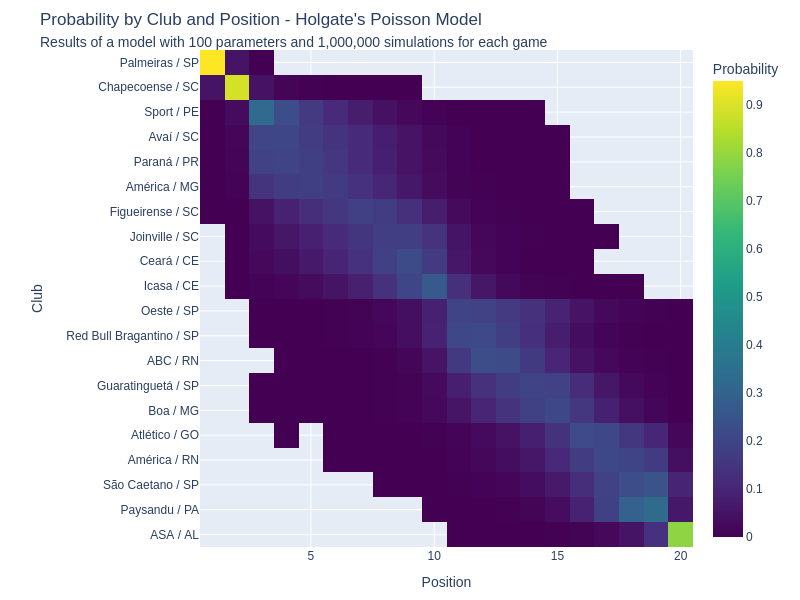 Probability by Club and Position - Holgate's Poisson Model
Results of a model with 100 parameters and 1,000,000 simulations for each game
Probability
Palmeiras / SP
Chapecoense / SC
Sport / PE
Avaí / SC
Paraná / PR
América / MG
Figueirense / SC
Joinville / SC
Ceará / CE
Icasa / CE
Oeste / SP
Red Bull Bragantino / SP
ABC / RN
Guaratinguetá / SP
Boa / MG
Atlético / GO
América / RN
São Caetano / SP
Paysandu / PA
ASA / AL
Club
5
10
15
20
Position
0.9
0.8
0.7
0.6
0.5
0.4
0.3
0.2
0.1
0